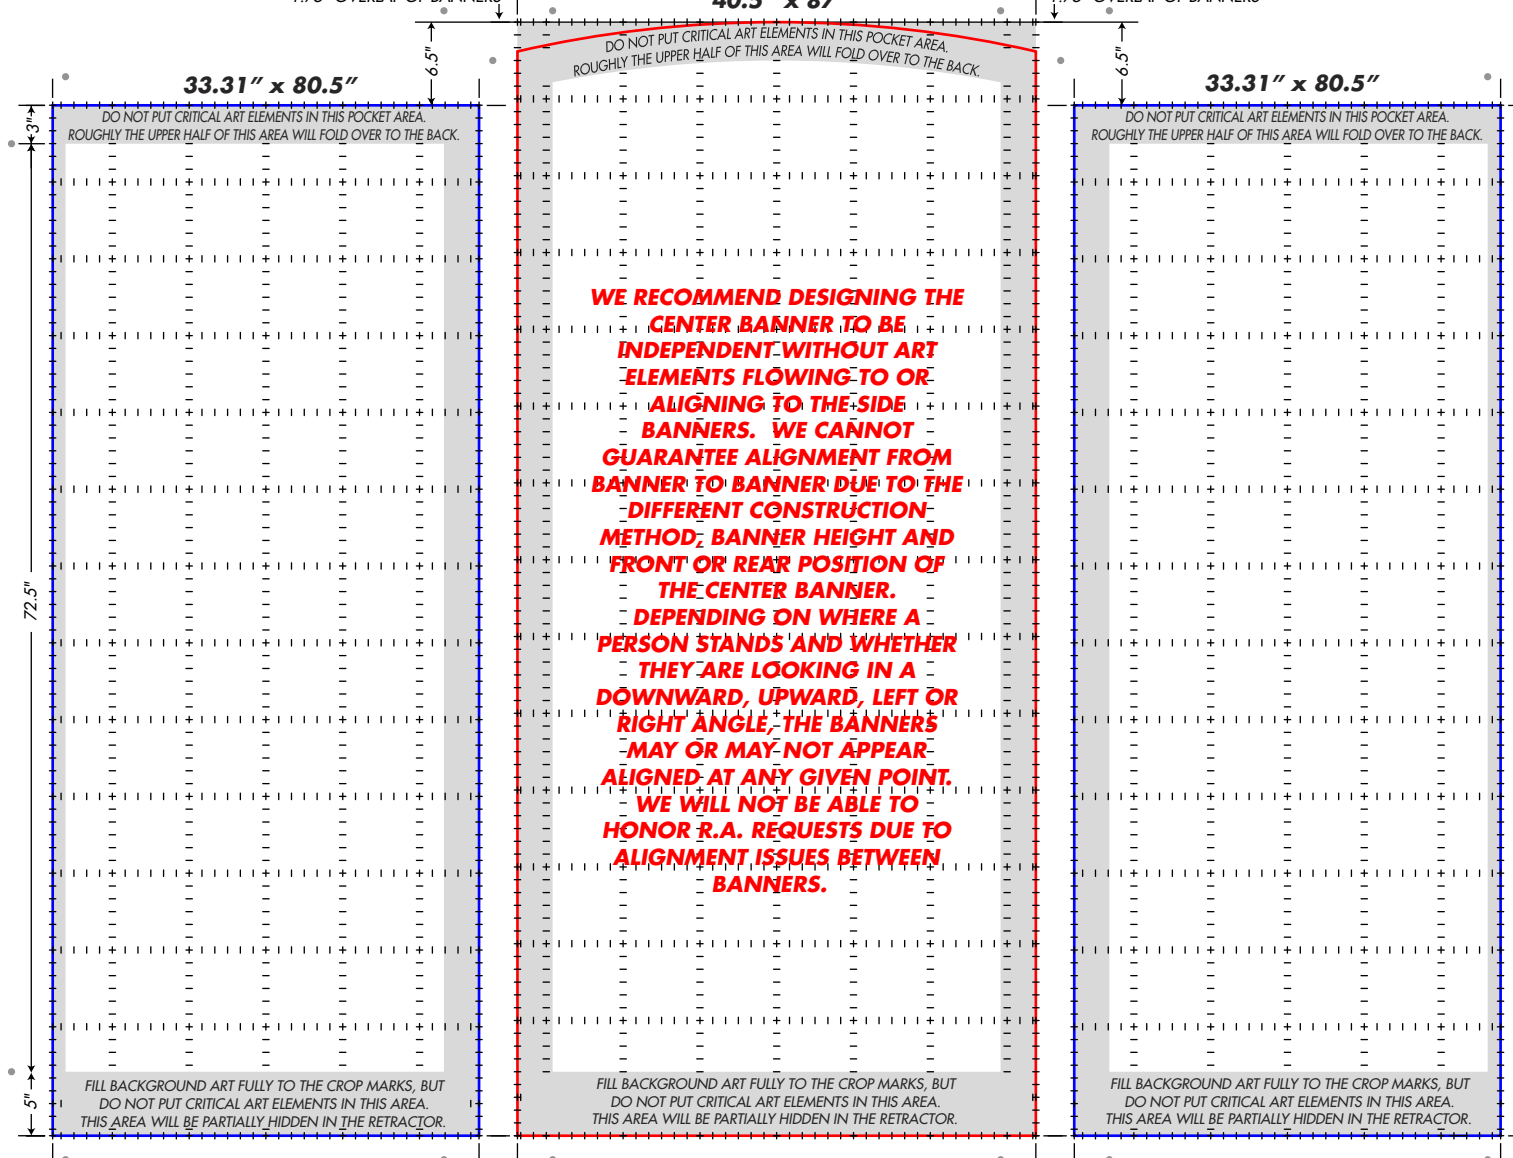 40.5" x 87
6.5"
6.5"
33.31" x 80.5"
33.31" x 80.5"
3"
72.5"
5"
DO NOT PUT CRITICAL ART ELEMENTS IN THIS POCKET AREA.
ROUGHLY THE UPPER HALF OF THIS AREA WILL FOLD OVER TO THE BACK.
DO NOT PUT CRITICAL ART ELEMENTS IN THIS POCKET AREA.
ROUGHLY THE UPPER HALF OF THIS AREA WILL FOLD OVER TO THE BACK.
DO NOT PUT CRITICAL ART ELEMENTS IN THIS POCKET AREA.
ROUGHLY THE UPPER HALF OF THIS AREA WILL FOLD OVER TO THE BACK.
WE RECOMMEND DESIGNING THE
CENTER BANNER TO BE
INDEPENDENT WITHOUT ART
ELEMENTS FLOWING TO OR
ALIGNING TO THE SIDE
BANNERS.  WE CANNOT
GUARANTEE ALIGNMENT FROM
BANNER TO BANNER DUE TO THE
DIFFERENT CONSTRUCTION
METHOD, BANNER HEIGHT AND
FRONT OR REAR POSITION OF
THE CENTER BANNER.
DEPENDING ON WHERE A
PERSON STANDS AND WHETHER
THEY ARE LOOKING IN A
DOWNWARD, UPWARD, LEFT OR
RIGHT ANGLE, THE BANNERS
MAY OR MAY NOT APPEAR
ALIGNED AT ANY GIVEN POINT.
WE WILL NOT BE ABLE TO
HONOR R.A. REQUESTS DUE TO
ALIGNMENT ISSUES BETWEEN
BANNERS.
FILL BACKGROUND ART FULLY TO THE CROP MARKS, BUT
DO NOT PUT CRITICAL ART ELEMENTS IN THIS AREA.
THIS AREA WILL BE PARTIALLY HIDDEN IN THE RETRACTOR.
FILL BACKGROUND ART FULLY TO THE CROP MARKS, BUT
DO NOT PUT CRITICAL ART ELEMENTS IN THIS AREA.
THIS AREA WILL BE PARTIALLY HIDDEN IN THE RETRACTOR.
FILL BACKGROUND ART FULLY TO THE CROP MARKS, BUT
DO NOT PUT CRITICAL ART ELEMENTS IN THIS AREA.
THIS AREA WILL BE PARTIALLY HIDDEN IN THE RETRACTOR.